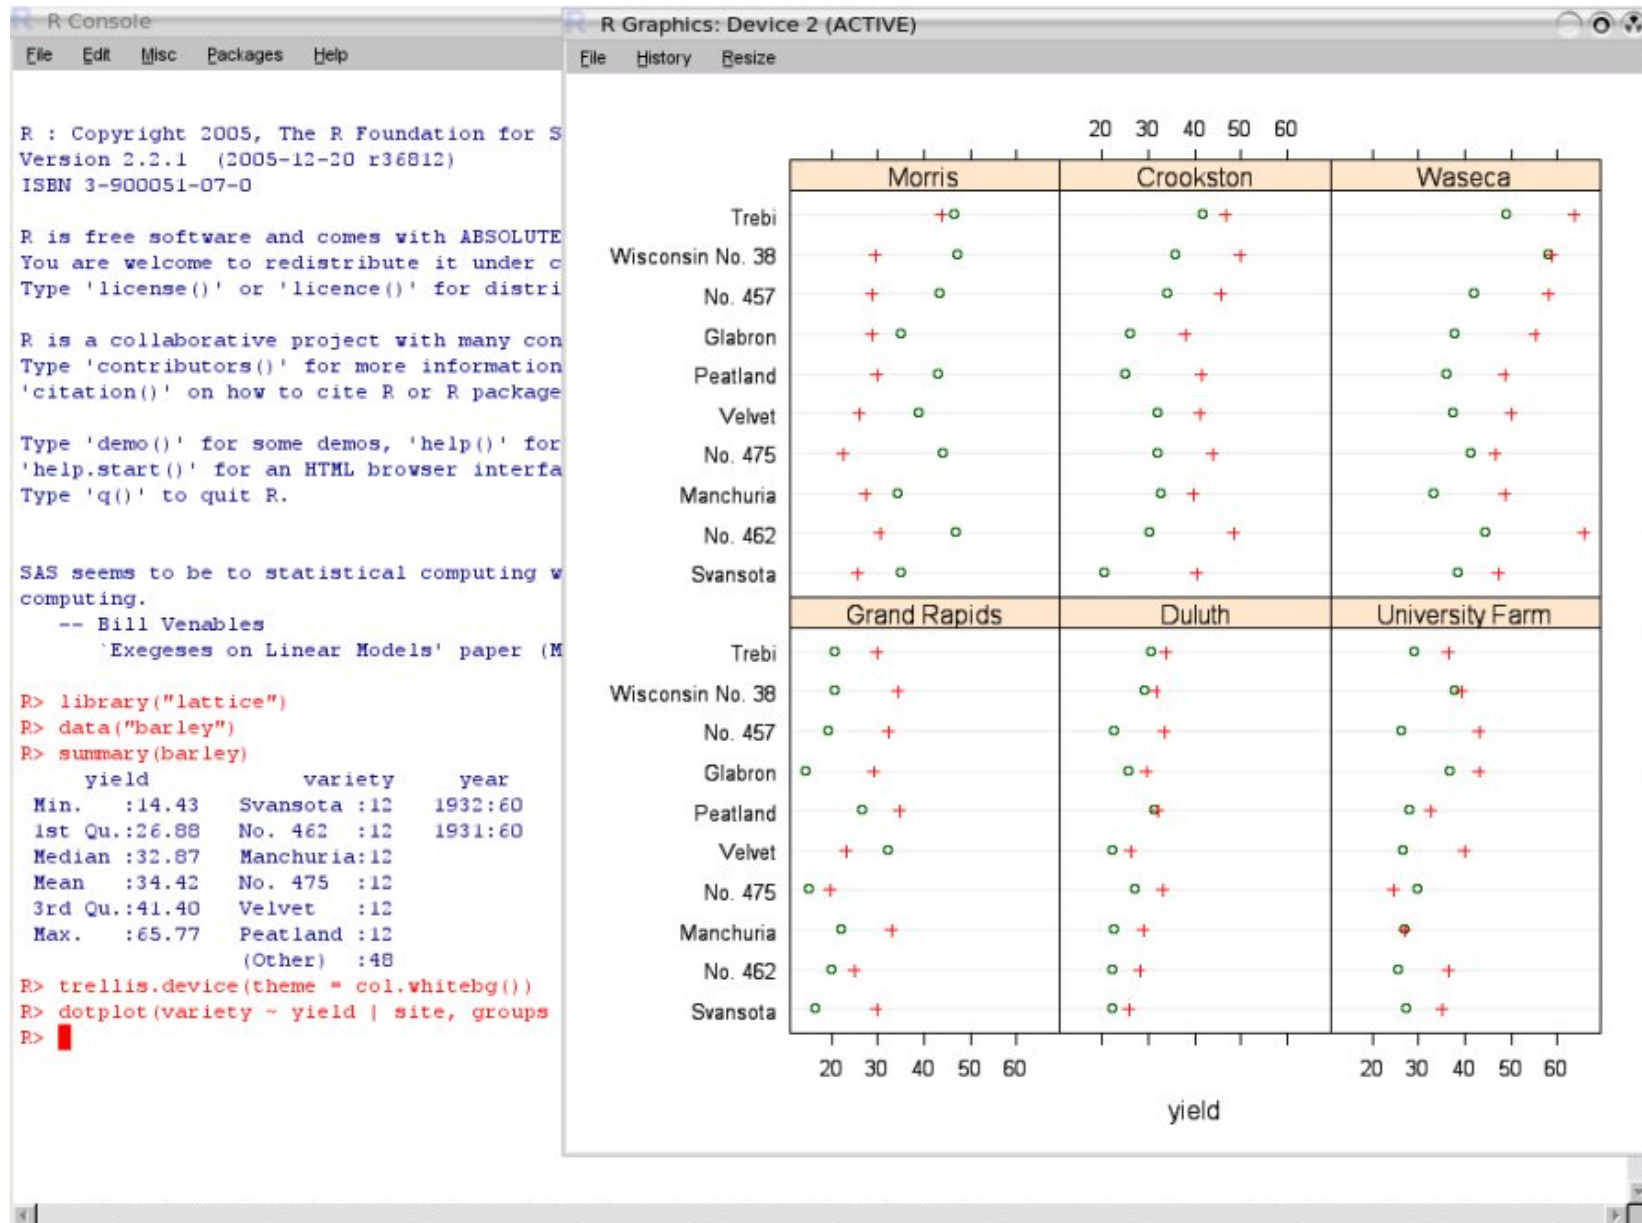 R Console
File Edit Misc Packages Help
R : Copyright 2005, The R Foundation for S
Version 2.2.1 (2005-12-20 r36812)
ISBN 3-900051-07-0
R is free software and comes with ABSOLUTE
You are welcome to redistribute it under c
Type 'license()' or 'licence()' for distri
R is a collaborative project with many con
Type 'contributors()' for more information
'citation()' on how to cite R or R package
Type 'demo()' for some demos, 'help()' for
'help.start()' for an HTML browser interfa
Type 'q()' to quit R.
SAS seems to be to statistical computing w
computing.
-- Bill Venables
`Exegeses on Linear Models' paper (M
R> library("lattice")
R> data("barley")
R> summary(barley)
yield variety year
Min. :14.43 Svansota :12 1932:60
1st Qu.:26.88 No. 462 :12 1931:60
Median :32.87 Manchuria:12
Mean :34.42 No. 475 :12
3rd Qu.:41.40 Velvet :12
Max. :65.77 Peatland :12
(Other) :48
R> trellis.device(theme = col.whitebg())
R> dotplot(variety ~ yield | site, groups
R>
R Graphics: Device 2 (ACTIVE)
File History Resize
20 30 40 50 60
Morris Crookston Waseca
Trebi
Wisconsin No. 38
No. 457
Glabron
Peatland
Velvet
No. 475
Manchuria
No. 462
Svansota
Grand Rapids Duluth University Farm
Trebi
Wisconsin No. 38
No. 457
Glabron
Peatland
Velvet
No. 475
Manchuria
No. 462
Svansota
20 30 40 50 60 20 30 40 50 60
yield